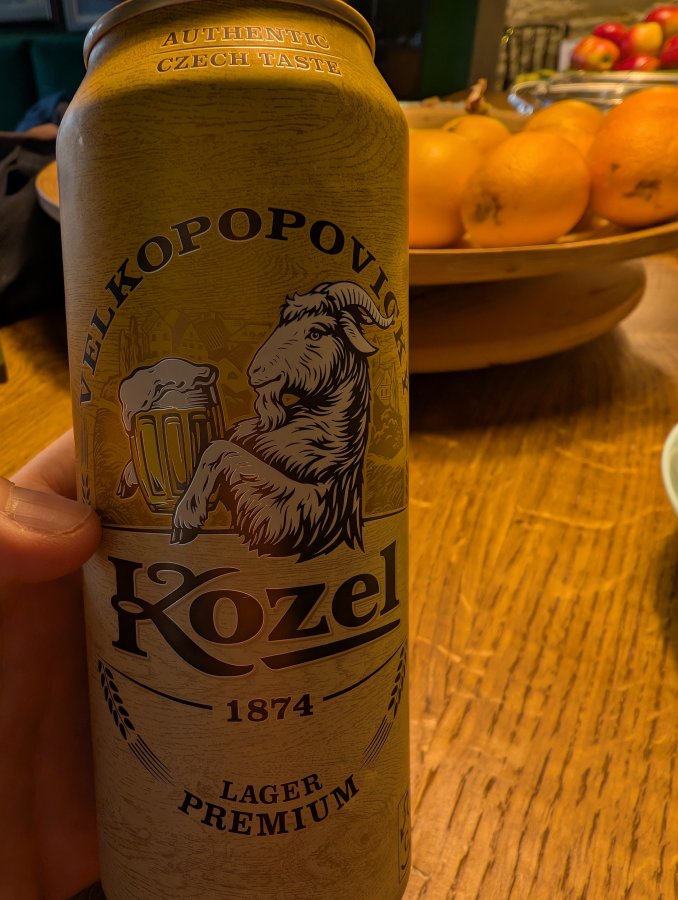 AUTHENTIC
CZECH TASTE
VELKOPOPOVICKÝ
Kozel
1874
LAGER
PREMIUM